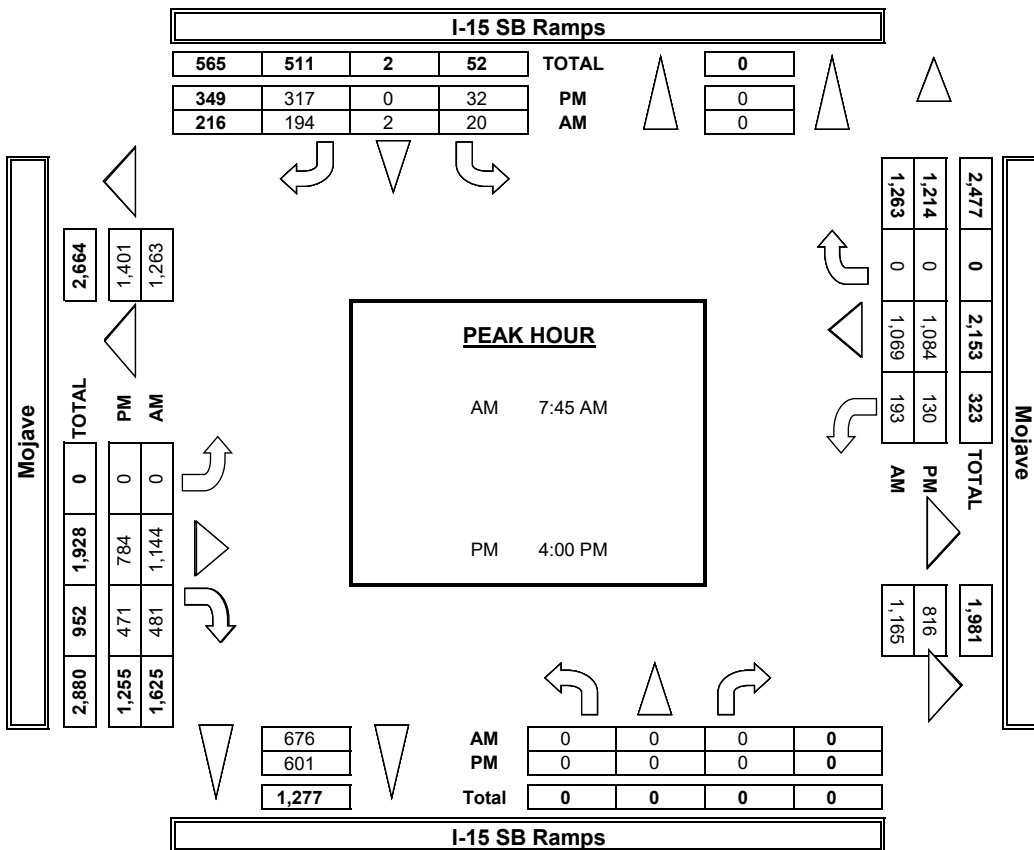 I-15 SB Ramps
565 511 2 52 TOTAL 0
349 317 0 32 PM 0
216 194 2 20 AM 0
Mojave
2,664
1,401
1,263
TOTAL
PM
AM
0 1,928 952 2,880
0 784 471 1,255
0 1,144 481 1,625
PEAK HOUR
AM 7:45 AM
PM 4:00 PM
2,477 0 2,153 323 TOTAL
1,214 0 1,084 130 PM
1,263 0 1,069 193 AM
1,981
816
1,165
Mojave
676 AM 0 0 0 0
601 PM 0 0 0 0
1,277 Total 0 0 0 0
I-15 SB Ramps